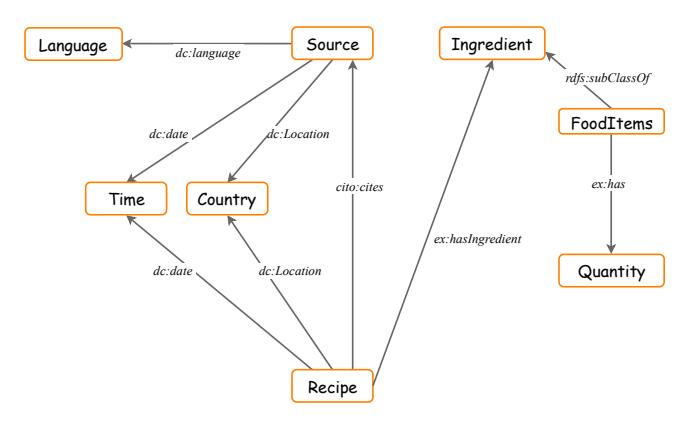 Language
Source
Ingredient
dc:language
rdfs:subClassOf
FoodItems
dc:date
dc:Location
cito:cites
ex:has
Time
Country
ex:hasIngredient
dc:date
dc:Location
Quantity
Recipe